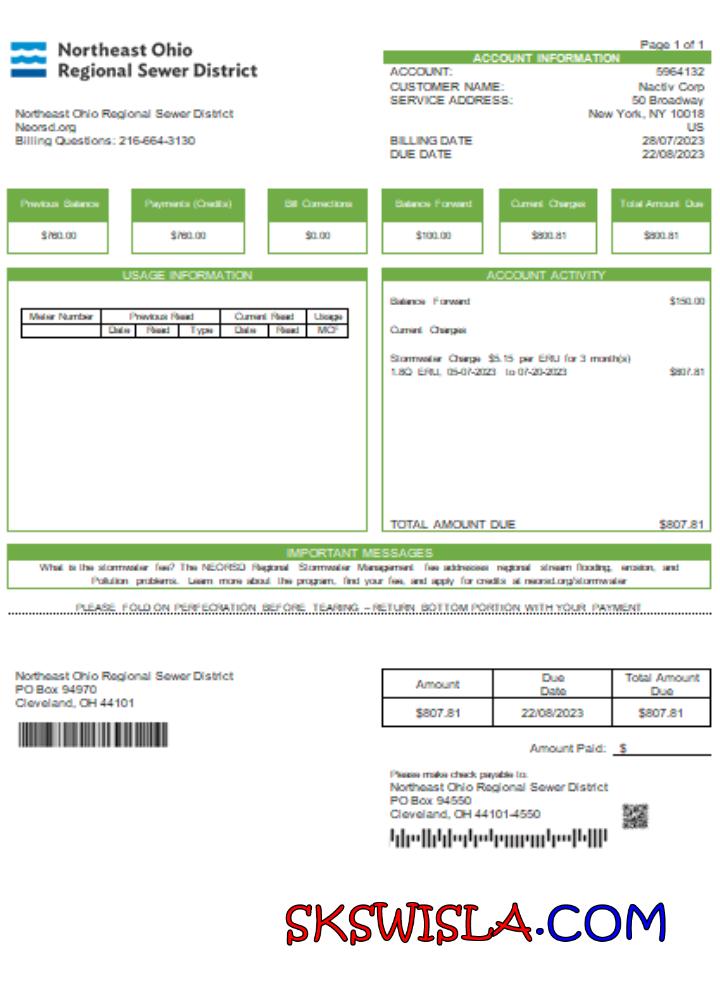 Page 1 of 1
Northeast Ohio
Regional Sewer District
Northeast Ohio Regional Sewer District
Neorsd.org
Billing Questions: 216-664-3130
ACCOUNT INFORMATION
ACCOUNT: 5964132
CUSTOMER NAME: Nactiv Corp
SERVICE ADDRESS: 50 Broadway
New York, NY 10018
US
BILLING DATE 28/07/2023
DUE DATE 22/08/2023
Previous Balance Payments (Credits) Bill Corrections Balance Forward Current Charges Total Amount Due
$760.00 $760.00 $0.00 $100.00 $800.81 $800.81
USAGE INFORMATION
Meter Number Previous Read Current Read Usage
Date Read Type Date Read MCF
ACCOUNT ACTIVITY
Balance Forward $150.00
Current Charges
Stormwater Charge $5.15 per ERU for 3 month(s)
1.8Q ERU, 05-07-2023 to 07-20-2023 $807.81
TOTAL AMOUNT DUE $807.81
IMPORTANT MESSAGES
What is the stormwater fee? The NEORSD Regional Stormwater Management fee addresses regional stream flooding, erosion, and
Pollution problems. Learn more about the program, find your fee, and apply for credits at neorsd.org/stormwater
PLEASE FOLD ON PERFECRATION BEFORE TEARING – RETURN BOTTOM PORTION WITH YOUR PAYMENT
Northeast Ohio Regional Sewer District
PO Box 94970
Cleveland, OH 44101
Amount Due Date Total Amount Due
$807.81 22/08/2023 $807.81
Amount Paid: $
Please make check payable to:
Northeast Ohio Regional Sewer District
PO Box 94550
Cleveland, OH 44101-4550
SKSWISLA.COM